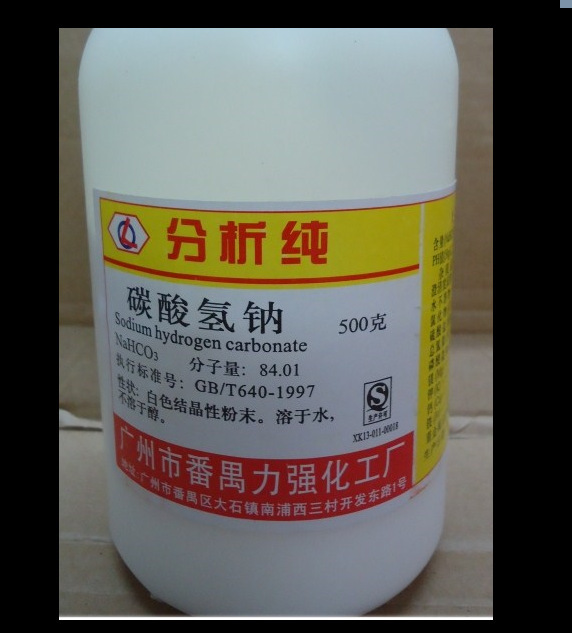 分析纯
碳酸氢钠
500克
Sodium hydrogen carbonate
NaHCO3 分子量: 84.01
执行标准号: GB/T640-1997
性状: 白色结晶性粉末。溶于水,
不溶于醇。
生产许可
XK13-011-00018
广州市番禺力强化工厂
地址:广州市番禺区大石镇南浦西三村开发东路1号